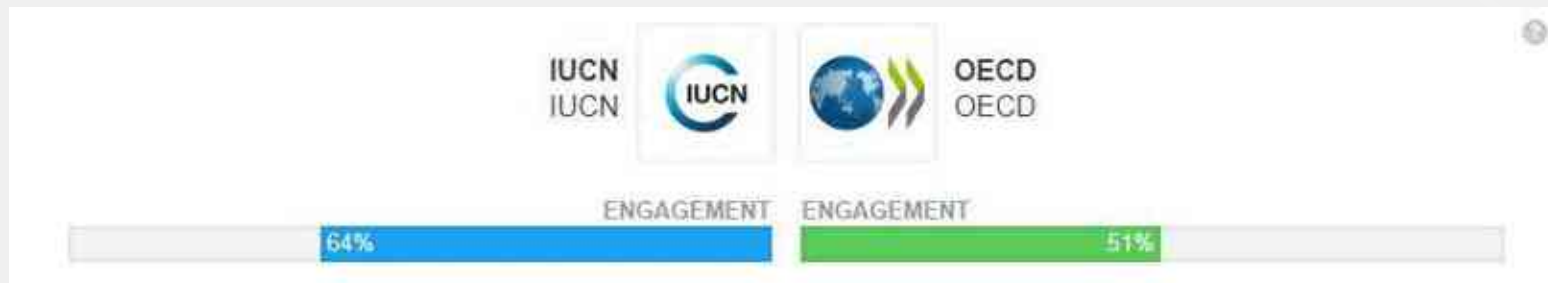 IUCN
IUCN
IUCN
OECD
OECD
ENGAGEMENT
64%
ENGAGEMENT
51%